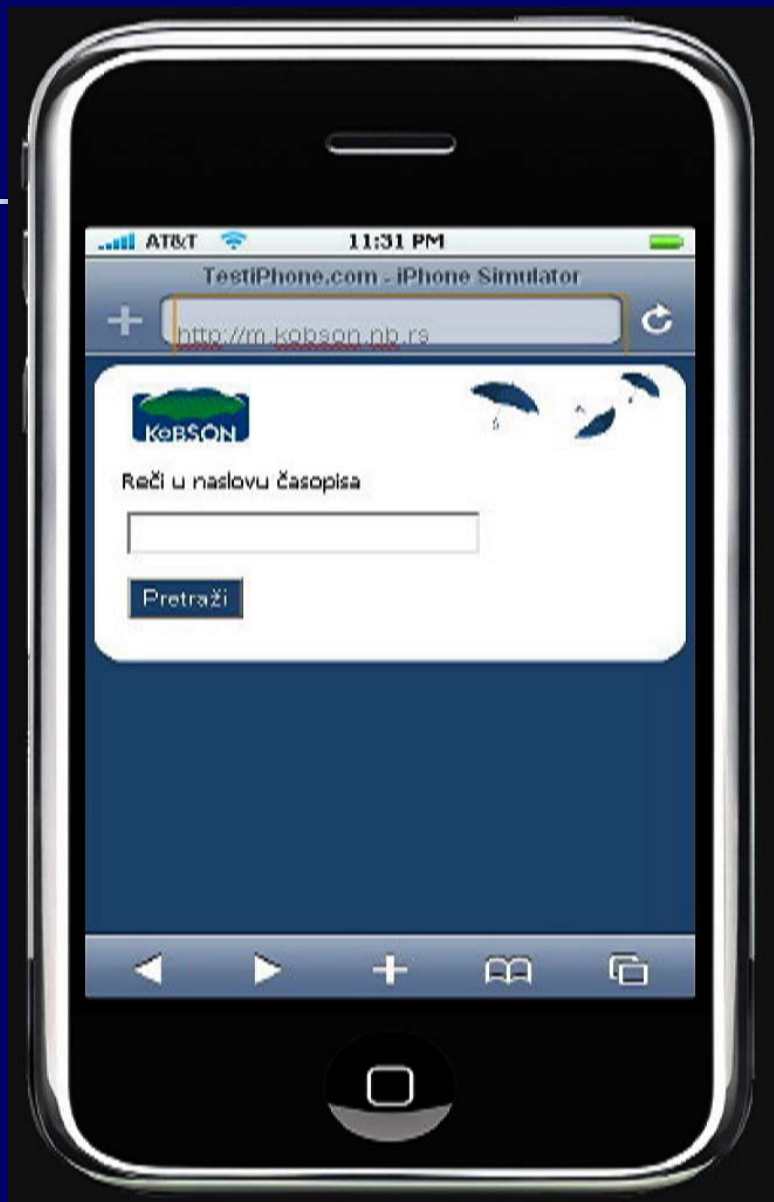 AT&T 11:31 PM
TestiPhone.com - iPhone Simulator
http://m.kobson.nb.rs
KoBSON
Reči u naslovu časopisa
Pretraži